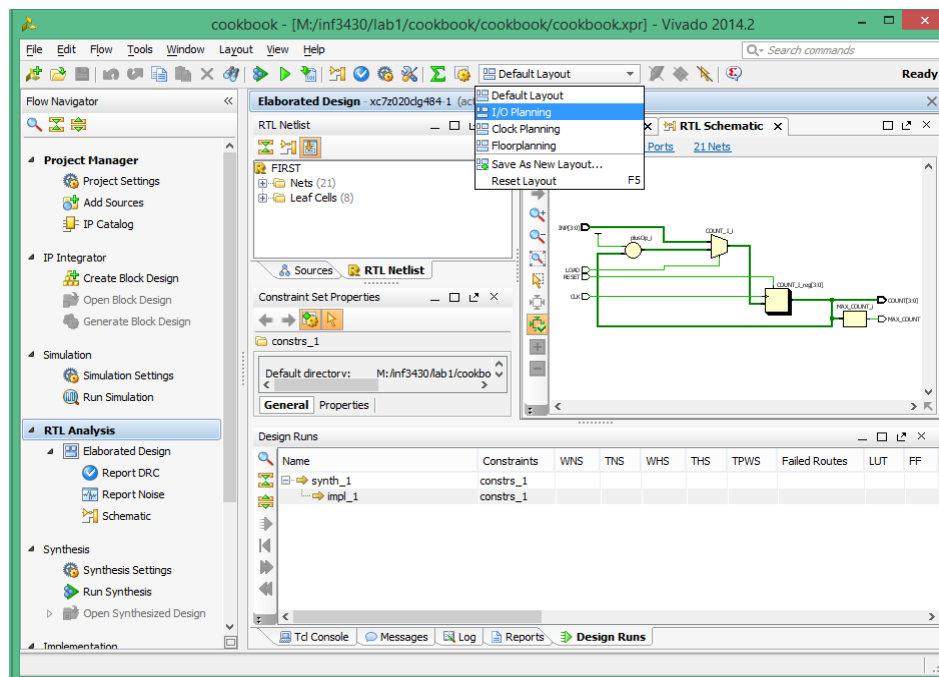 cookbook - [M:/inf3430/lab1/cookbook/cookbook/cookbook.xpr] - Vivado 2014.2
File Edit Flow Tools Window Layout View Help
Search commands
Default Layout
Ready
Flow Navigator
Elaborated Design - xc7z020clg484-1 (act
Default Layout
I/O Planning
Clock Planning
Floorplanning
Save As New Layout...
Reset Layout F5
RTL Netlist
RTL Schematic
Ports 21 Nets
FIRST
Nets (21)
Leaf Cells (8)
Sources RTL Netlist
Constraint Set Properties
constrs_1
Default directory: M:/inf3430/lab1/cookbo
General Properties
INP[3:0]
plusOp_i
COUNT_1_i
LOAD
RESET
CLK
COUNT_1_reg[3:0]
MAX_COUNT_i
COUNT[3:0]
MAX_COUNT
Project Manager
Project Settings
Add Sources
IP Catalog
IP Integrator
Create Block Design
Open Block Design
Generate Block Design
Simulation
Simulation Settings
Run Simulation
RTL Analysis
Elaborated Design
Report DRC
Report Noise
Schematic
Synthesis
Synthesis Settings
Run Synthesis
Open Synthesized Design
Implementation
Design Runs
Name Constraints WNS TNS WHS THS TPWS Failed Routes LUT FF
synth_1 constrs_1
impl_1 constrs_1
Tcl Console Messages Log Reports Design Runs